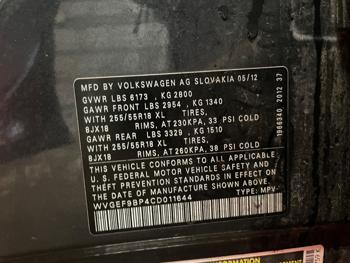 MFD BY VOLKSWAGEN AG SLOVAKIA 05/12
GVWR LBS 6173 , KG 2800
GAWR FRONT LBS 2954 , KG 1340
WITH 255/55R18 XL TIRES,
8JX18 RIMS, AT 230KPA, 33 PSI COLD
GAWR REAR LBS 3329 , KG 1510
WITH 255/55R18 XL TIRES,
8JX18 RIMS, AT 260KPA, 38 PSI COLD
THIS VEHICLE CONFORMS TO ALL APPLICABLE
U.S. FEDERAL MOTOR VEHICLE SAFETY AND
THEFT PREVENTION STANDARDS IN EFFECT ON
THE DATE OF MANUFACTURE SHOWN ABOVE.
WVGEF9BP4CD011644 TYPE: MPV
1966340 2012 37